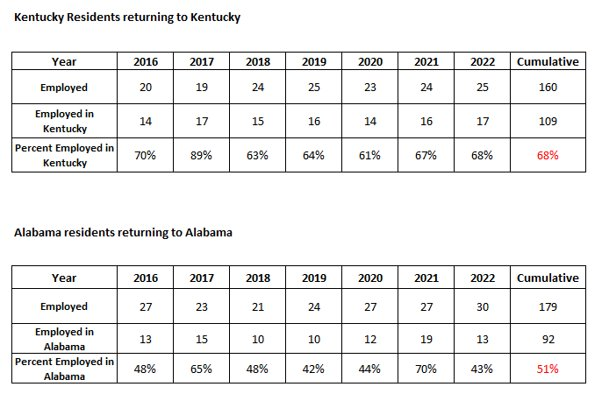 Kentucky Residents returning to Kentucky
Year 2016 2017 2018 2019 2020 2021 2022 Cumulative
Employed 20 19 24 25 23 24 25 160
Employed in
Kentucky 14 17 15 16 14 16 17 109
Percent Employed in
Kentucky 70% 89% 63% 64% 61% 67% 68% 68%
Alabama residents returning to Alabama
Year 2016 2017 2018 2019 2020 2021 2022 Cumulative
Employed 27 23 21 24 27 27 30 179
Employed in
Alabama 13 15 10 10 12 19 13 92
Percent Employed in
Alabama 48% 65% 48% 42% 44% 70% 43% 51%